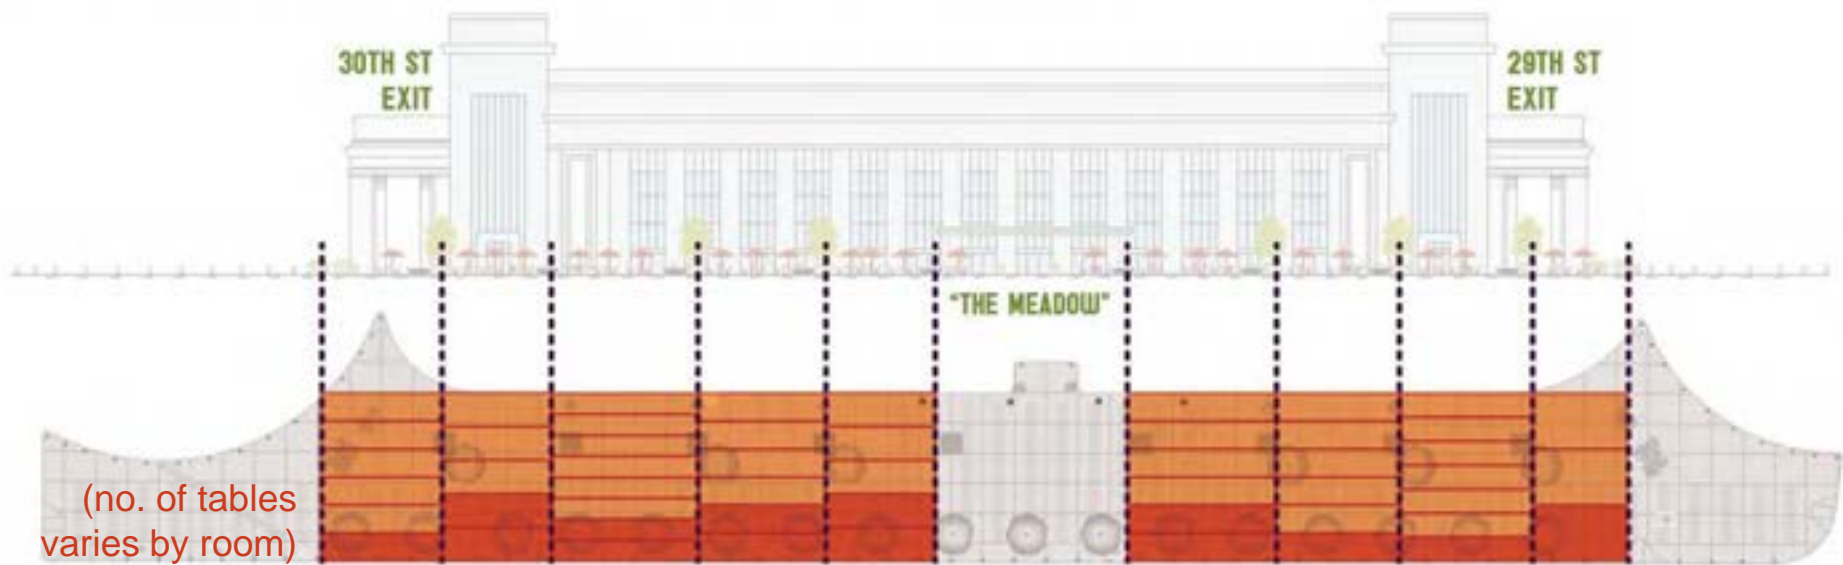 30TH ST
EXIT
29TH ST
EXIT
"THE MEADOW"
(no. of tables
varies by room)